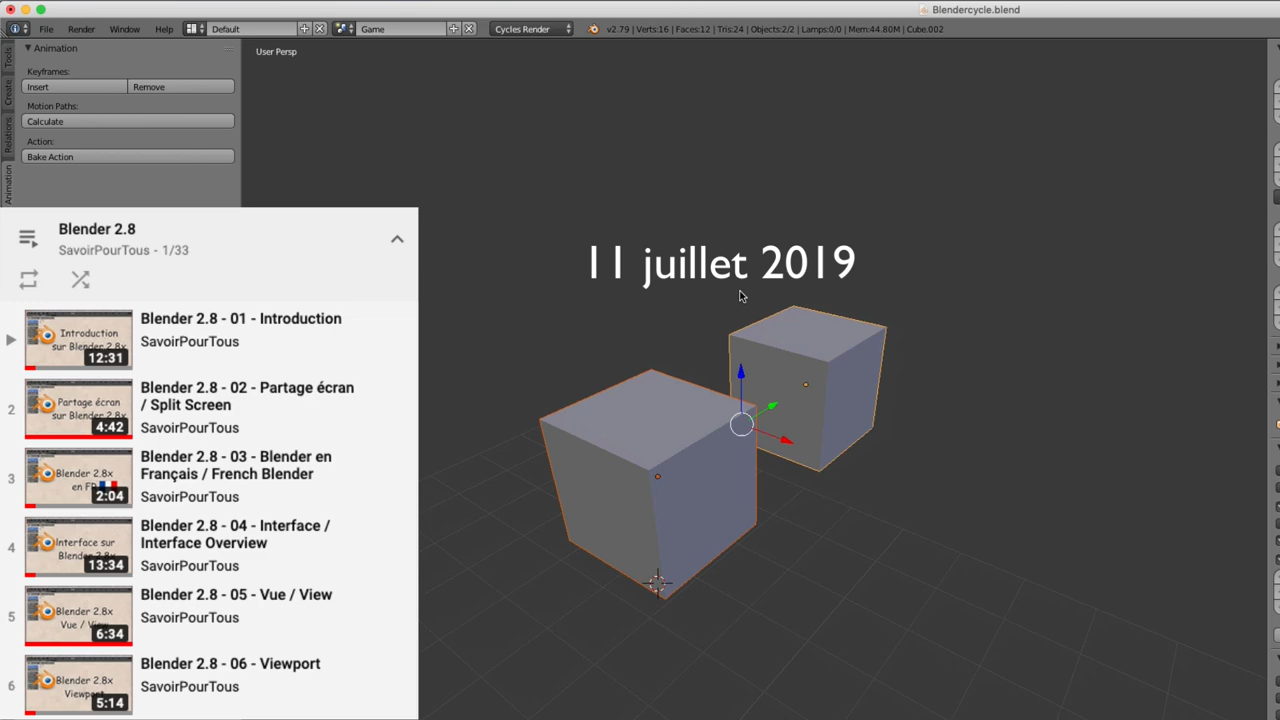 Blendercycle.blend
File Render Window Help Default Game Cycles Render v2.79 | Verts:16 | Faces:12 | Tris:24 | Objects:2/2 | Lamps:0/0 | Mem:44.80M | Cube.002
Tools
Create
Relations
Animation
Animation
Keyframes:
Insert Remove
Motion Paths:
Calculate
Action:
Bake Action
User Persp
11 juillet 2019
Blender 2.8
SavoirPourTous - 1/33
Introduction
sur Blender 2.8x
12:31
Blender 2.8 - 01 - Introduction
SavoirPourTous
2
Partage écran
sur Blender 2.8x
4:42
Blender 2.8 - 02 - Partage écran
/ Split Screen
SavoirPourTous
3
Blender 2.8x
en FR
2:04
Blender 2.8 - 03 - Blender en
Français / French Blender
SavoirPourTous
4
Interface sur
Blender 2.8x
13:34
Blender 2.8 - 04 - Interface /
Interface Overview
SavoirPourTous
5
Blender 2.8x
Vue / View
6:34
Blender 2.8 - 05 - Vue / View
SavoirPourTous
6
Blender 2.8x
Viewport
5:14
Blender 2.8 - 06 - Viewport
SavoirPourTous